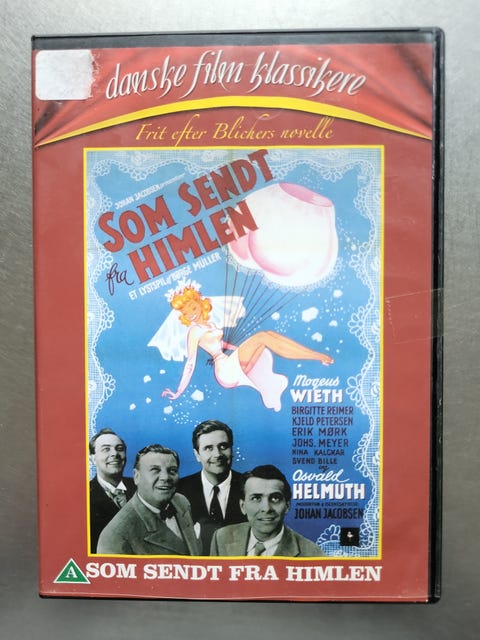 danske film klassikere
Frit efter Blichers novelle
JOHAN JACOBSEN præsenterer
SOM SENDT
fra HIMLEN
ET LYSTSPIL af BØRGE MÜLLER
Mogens
WIETH
BIRGITTE REIMER
KJELD PETERSEN
ERIK MØRK
JOHS. MEYER
NINA KALCKAR
SVEND BILLE
og
Osvald
HELMUTH
JOHAN JACOBSEN
A SOM SENDT FRA HIMLEN